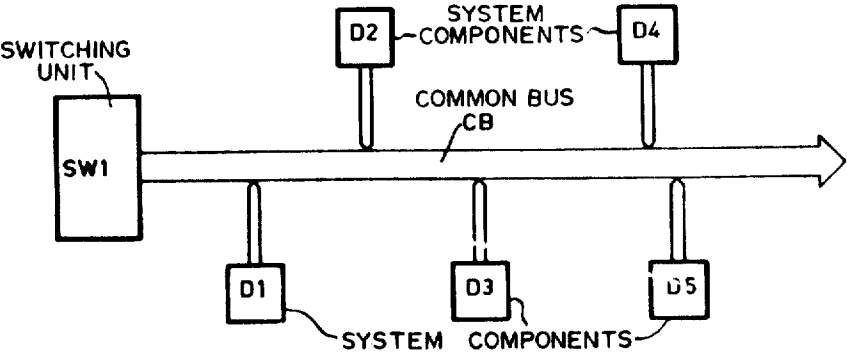 SYSTEM
COMPONENTS
D2
D4
SWITCHING
UNIT
COMMON BUS
CB
SW1
D1
D3
D5
SYSTEM COMPONENTS